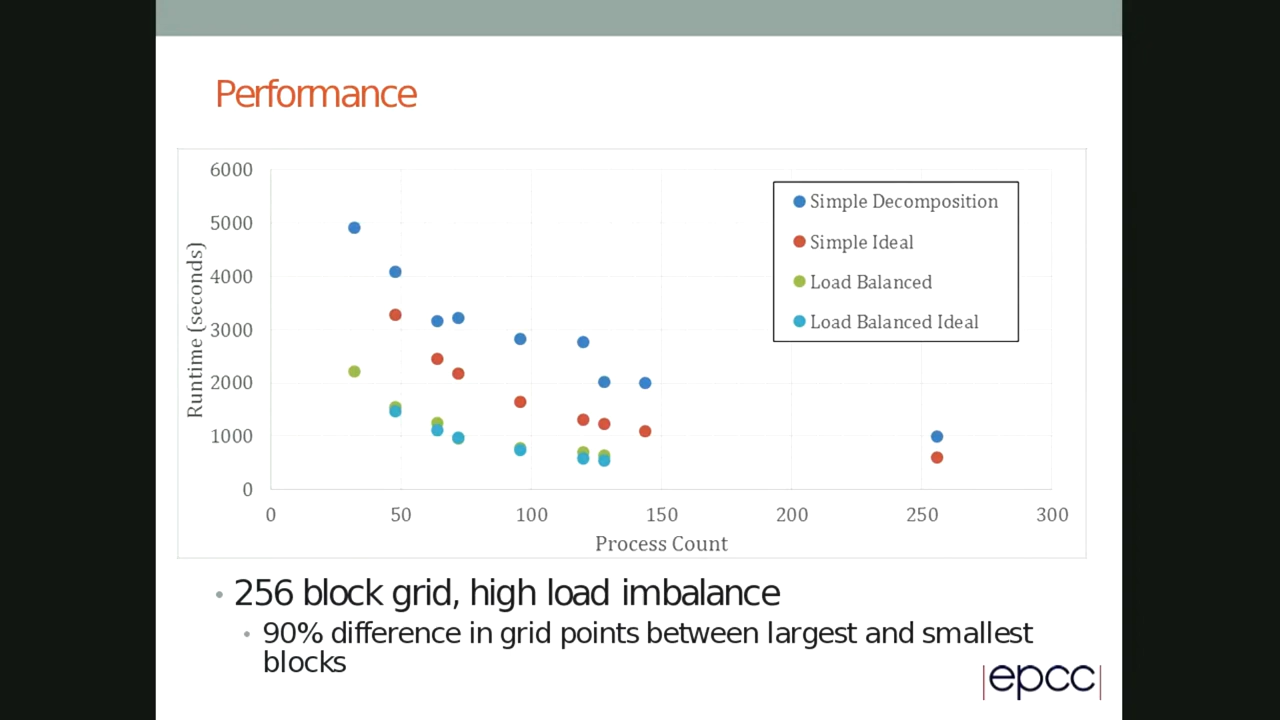 Performance
6000
5000
4000
3000
2000
1000
0
Runtime (seconds)
0 50 100 150 200 250 300
Process Count
Simple Decomposition
Simple Ideal
Load Balanced
Load Balanced Ideal
• 256 block grid, high load imbalance
• 90% difference in grid points between largest and smallest
blocks
|epcc|